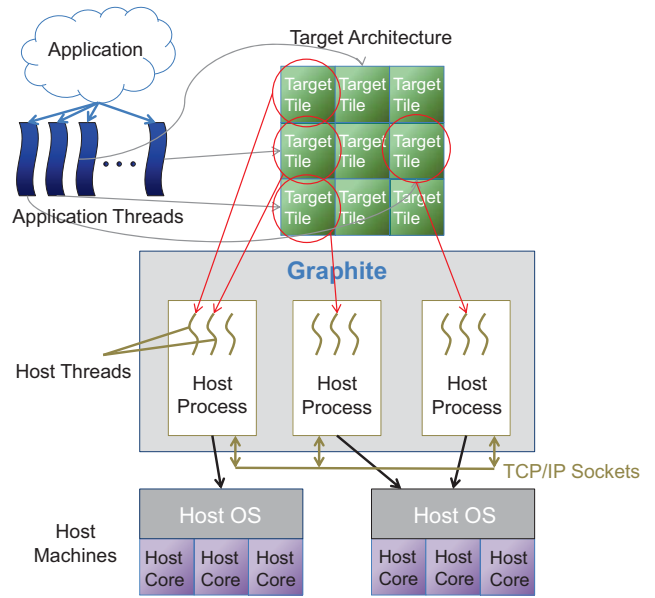 Application
Target Architecture
Target Tile
Target Tile
Target Tile
Target Tile
Target Tile
Target Tile
Target Tile
Target Tile
Target Tile
Application Threads
Graphite
Host Threads
Host Process
Host Process
Host Process
TCP/IP Sockets
Host Machines
Host OS
Host OS
Host Core
Host Core
Host Core
Host Core
Host Core
Host Core